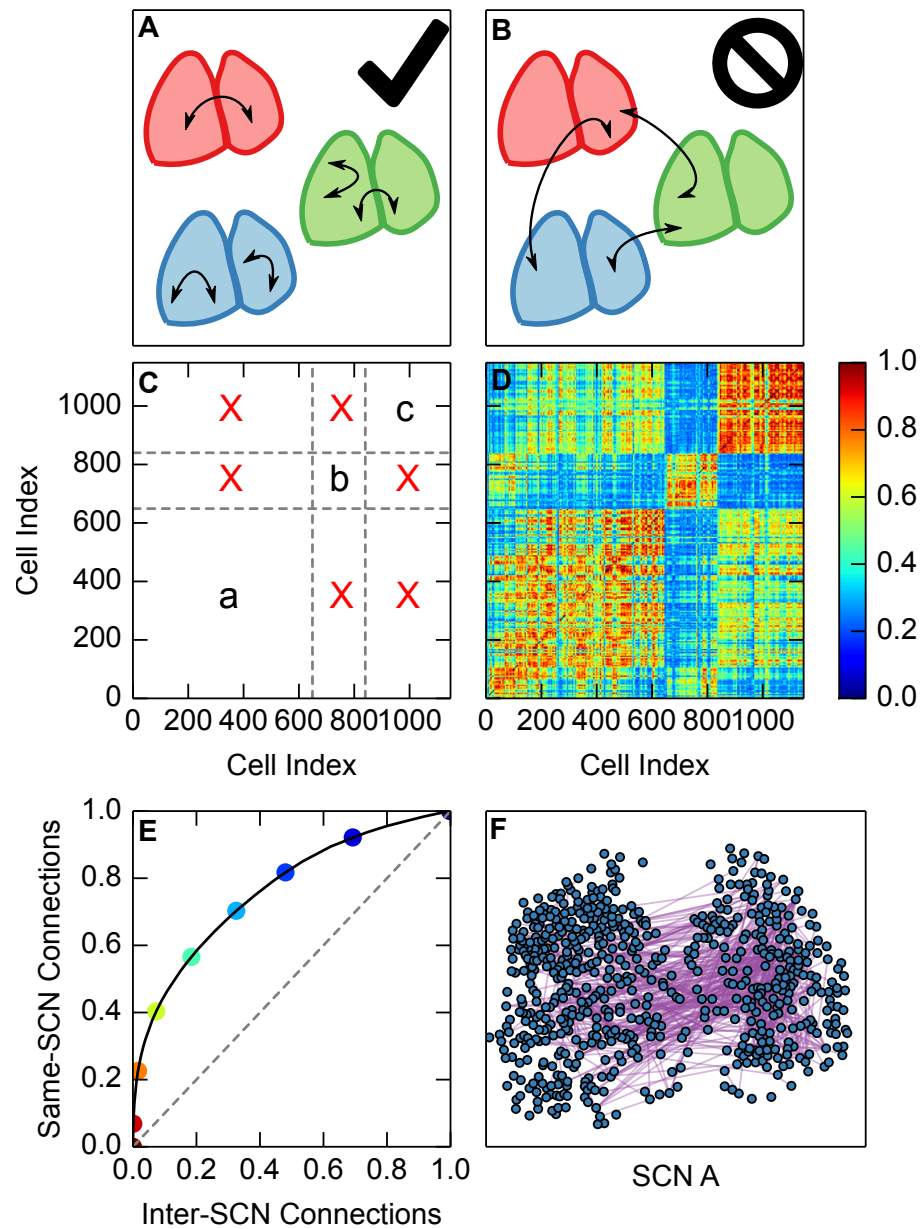 A
B
C
1000
800
600
400
200
0
X X c
X b X
a X X
0 200 400 600 8001000
Cell Index
Cell Index
D
0 200 400 600 8001000
Cell Index
1.0
0.8
0.6
0.4
0.2
0.0
E
1.0
0.8
0.6
0.4
0.2
0.0
0.0 0.2 0.4 0.6 0.8 1.0
Same-SCN Connections
Inter-SCN Connections
F
SCN A